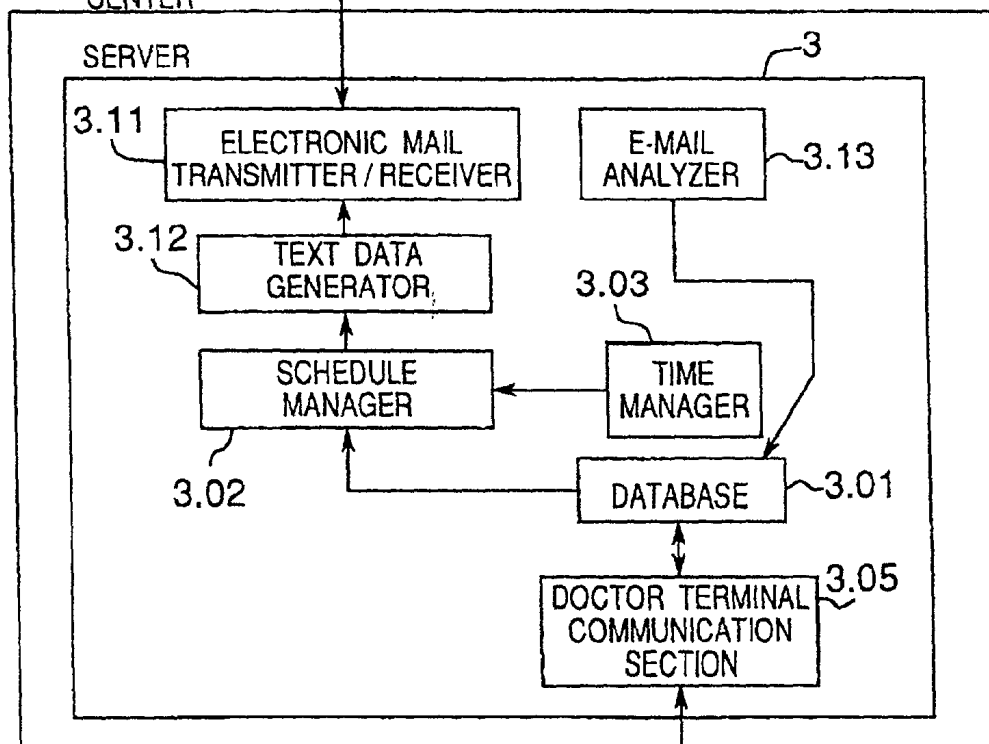 CENTER
SERVER
3
3.11
ELECTRONIC MAIL
TRANSMITTER / RECEIVER
E-MAIL
ANALYZER
3.13
3.12
TEXT DATA
GENERATOR
3.03
SCHEDULE
MANAGER
TIME
MANAGER
3.02
DATABASE
3.01
3.05
DOCTOR TERMINAL
COMMUNICATION
SECTION